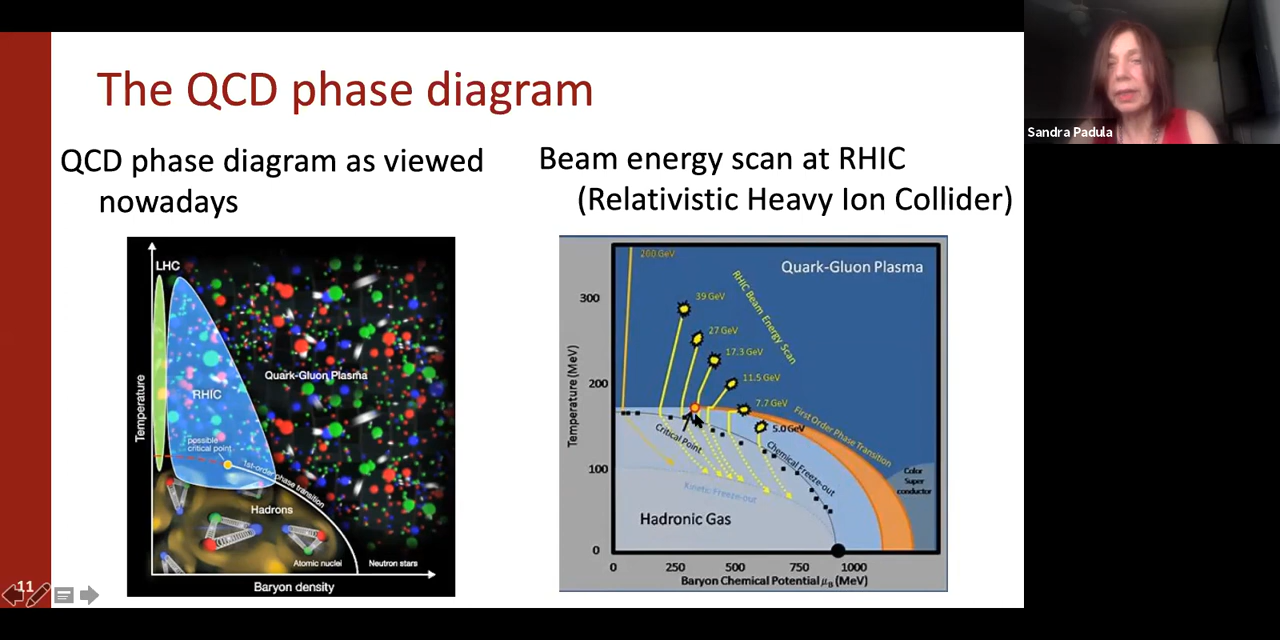 The QCD phase diagram
QCD phase diagram as viewed
nowadays
Beam energy scan at RHIC
(Relativistic Heavy Ion Collider)
LHC
RHIC
Quark-Gluon Plasma
possible
critical point
1st-order phase transition
Hadrons
Atomic nuclei
Neutron stars
Temperature
Baryon density
200 GeV
Quark-Gluon Plasma
39 GeV
RHIC Beam Energy Scan
27 GeV
17.3 GeV
11.5 GeV
7.7 GeV
5.0 GeV
First Order Phase Transition
Critical Point
Chemical Freeze-out
Kinetic Freeze-out
Color
Super
conductor
Hadronic Gas
Temperature (MeV)
300
200
100
0
0
250
500
750
1000
Baryon Chemical Potential μB (MeV)
11
Sandra Padula